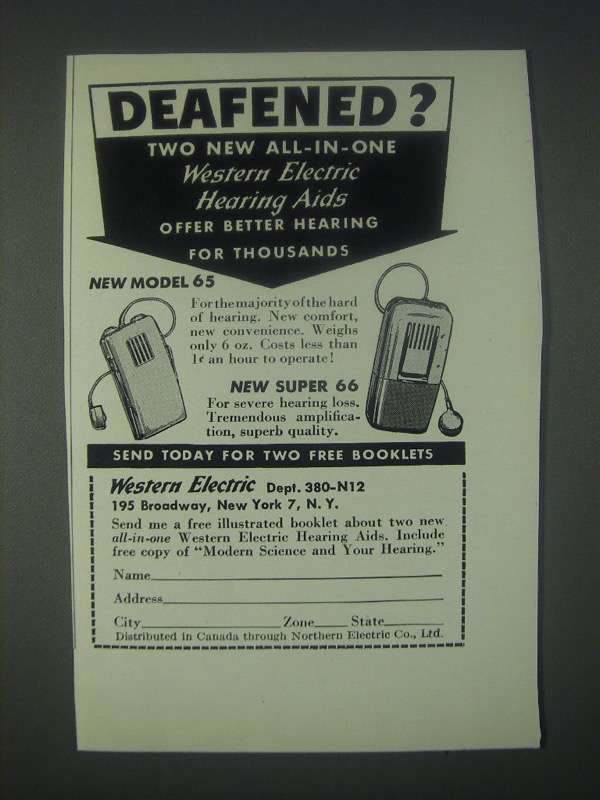 DEAFENED?
TWO NEW ALL-IN-ONE
Western Electric
Hearing Aids
OFFER BETTER HEARING
FOR THOUSANDS
NEW MODEL 65
For the majority of the hard
of hearing. New comfort,
new convenience. Weighs
only 6 oz. Costs less than
1¢ an hour to operate!
NEW SUPER 66
For severe hearing loss.
Tremendous amplifica-
tion, superb quality.
SEND TODAY FOR TWO FREE BOOKLETS
Western Electric Dept. 380-N12
195 Broadway, New York 7, N. Y.
Send me a free illustrated booklet about two new
all-in-one Western Electric Hearing Aids. Include
free copy of "Modern Science and Your Hearing."
Name
Address
City Zone State
Distributed in Canada through Northern Electric Co., Ltd.